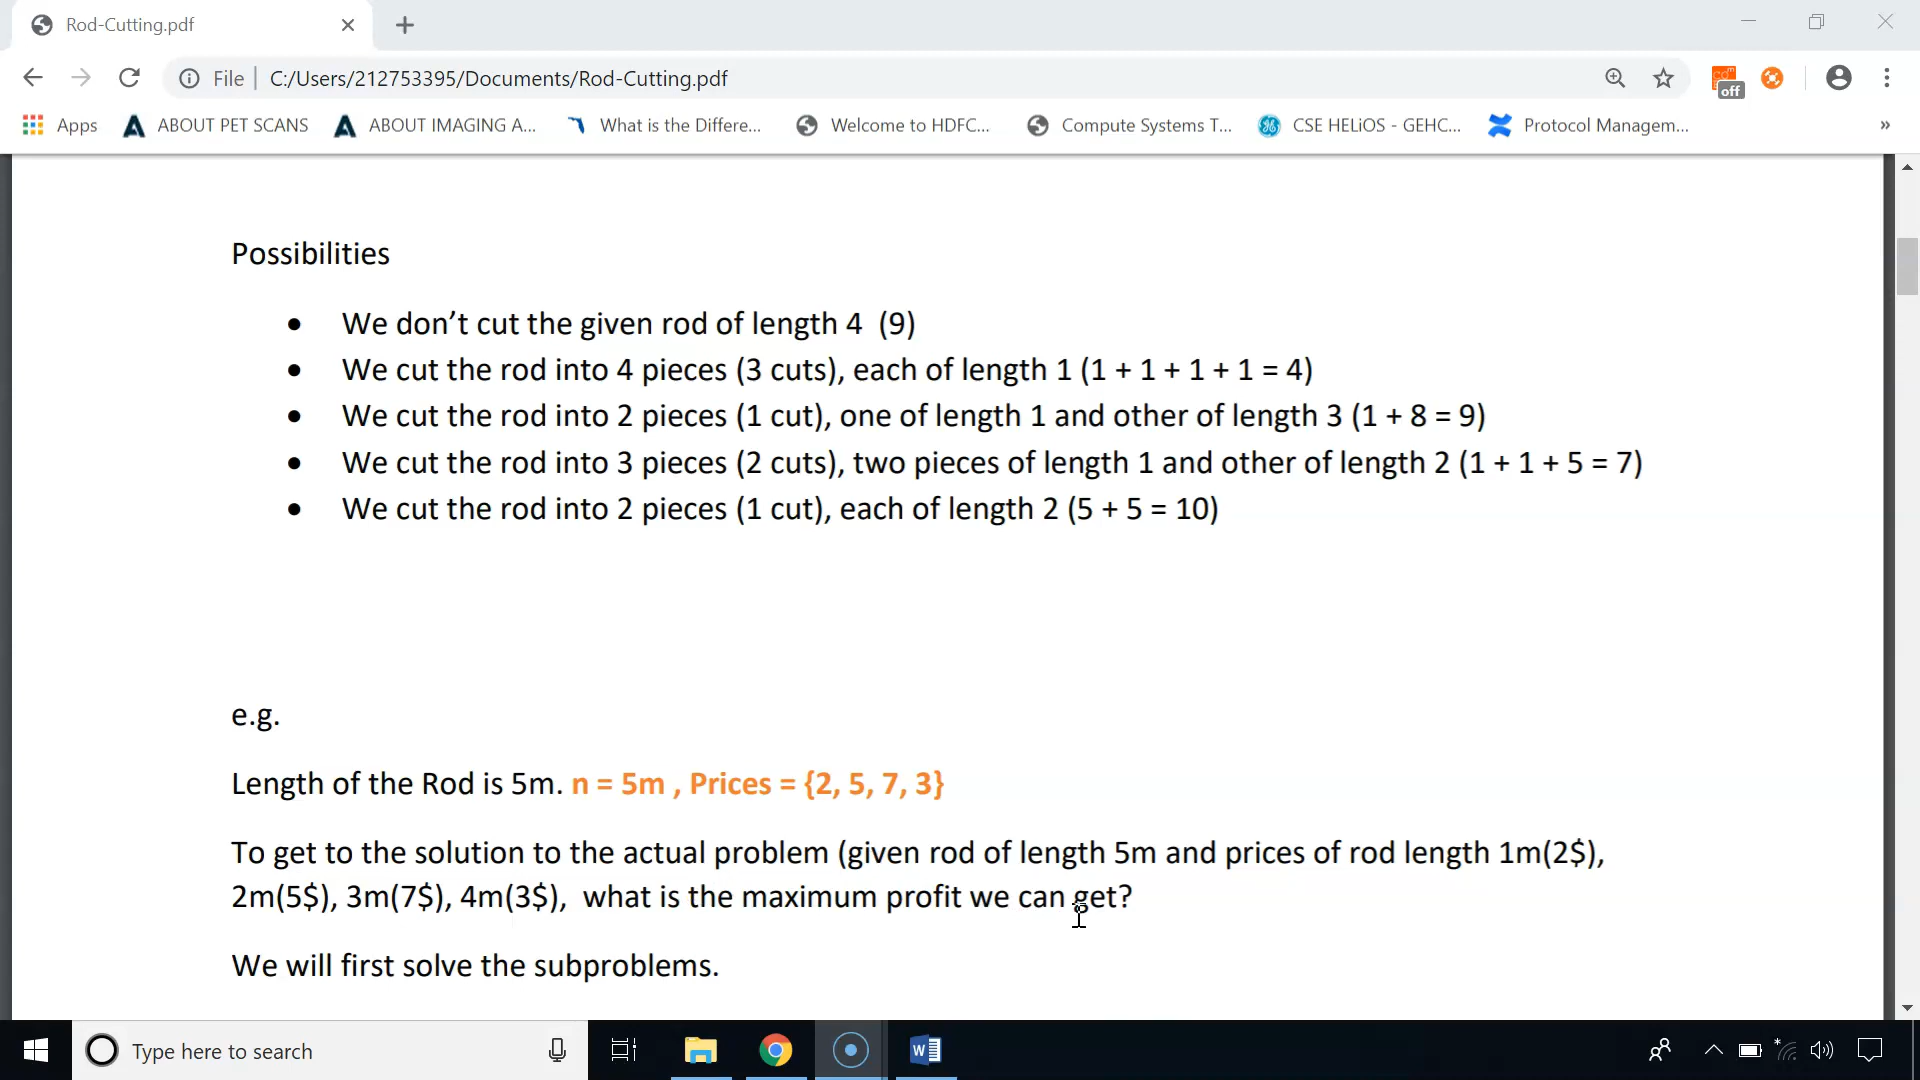 Rod-Cutting.pdf
File | C:/Users/212753395/Documents/Rod-Cutting.pdf
off
Apps ABOUT PET SCANS ABOUT IMAGING A... What is the Differe... Welcome to HDFC... Compute Systems T... CSE HELiOS - GEHC... Protocol Managem... »
Possibilities
• We don’t cut the given rod of length 4 (9)
• We cut the rod into 4 pieces (3 cuts), each of length 1 (1 + 1 + 1 + 1 = 4)
• We cut the rod into 2 pieces (1 cut), one of length 1 and other of length 3 (1 + 8 = 9)
• We cut the rod into 3 pieces (2 cuts), two pieces of length 1 and other of length 2 (1 + 1 + 5 = 7)
• We cut the rod into 2 pieces (1 cut), each of length 2 (5 + 5 = 10)
e.g.
Length of the Rod is 5m. n = 5m , Prices = {2, 5, 7, 3}
To get to the solution to the actual problem (given rod of length 5m and prices of rod length 1m(2$),
2m(5$), 3m(7$), 4m(3$), what is the maximum profit we can get?
We will first solve the subproblems.
Type here to search